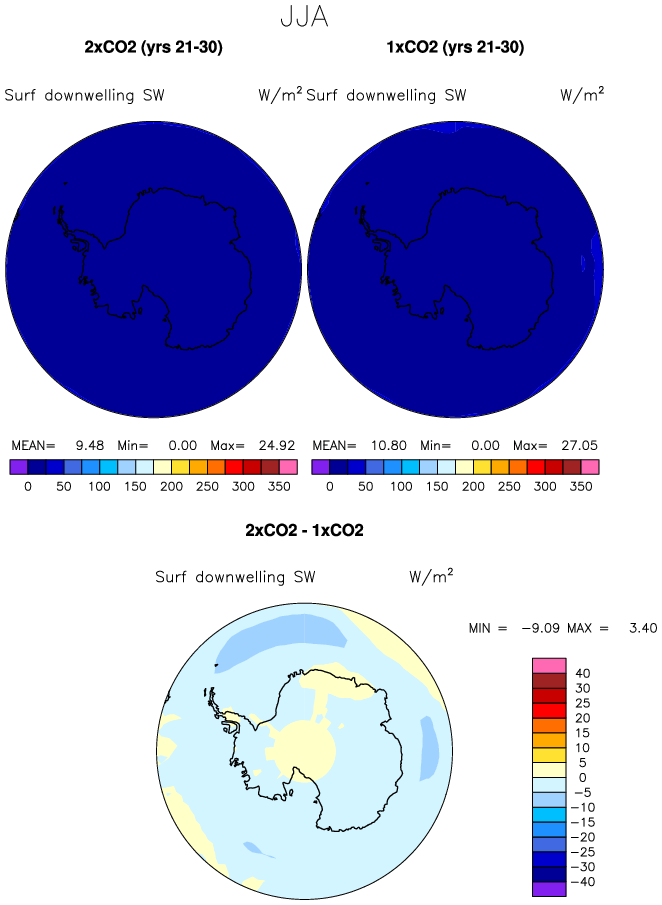 JJA
2xCO2 (yrs 21-30) 1xCO2 (yrs 21-30)
Surf downwelling SW W/m² Surf downwelling SW W/m²
MEAN= 9.48 Min= 0.00 Max= 24.92 MEAN= 10.80 Min= 0.00 Max= 27.05
0 50 100 150 200 250 300 350 0 50 100 150 200 250 300 350
2xCO2 - 1xCO2
Surf downwelling SW W/m²
MIN = -9.09 MAX = 3.40
40
30
25
20
15
10
5
0
-5
-10
-15
-20
-25
-30
-40